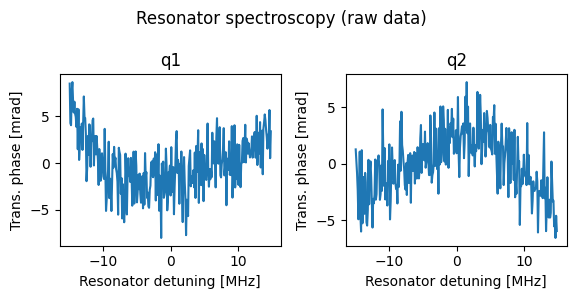 Resonator spectroscopy (raw data)
q1
q2
Trans. phase [mrad]
5
0
−5
−10
0
10
Resonator detuning [MHz]
Trans. phase [mrad]
5
0
−5
−10
0
10
Resonator detuning [MHz]